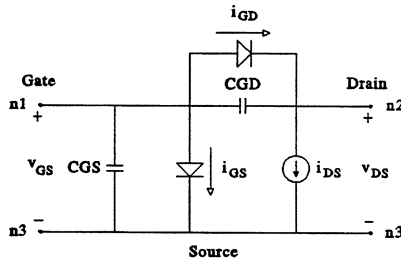 iGD
Gate
CGD
Drain
n1
n2
+
+
vGS
CGS
iGS
iDS
vDS
−
−
n3
n3
Source